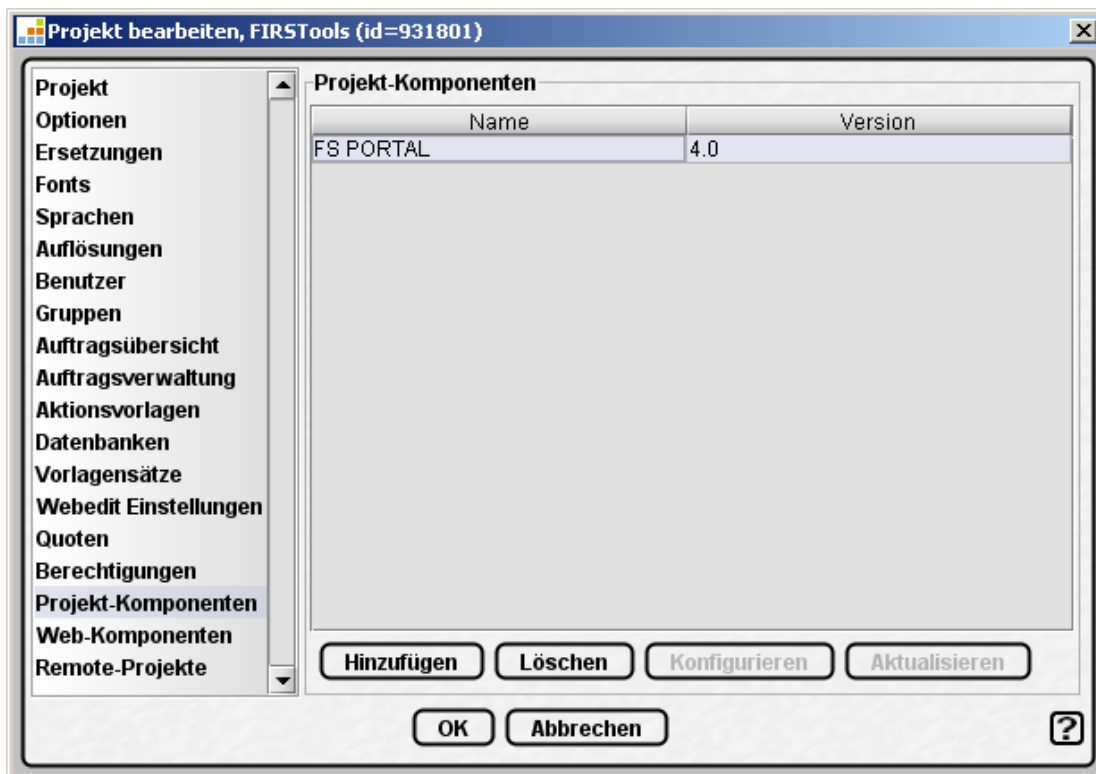 Projekt bearbeiten, FIRSTools (id=931801)
Projekt
Optionen
Ersetzungen
Fonts
Sprachen
Auflösungen
Benutzer
Gruppen
Auftragsübersicht
Auftragsverwaltung
Aktionsvorlagen
Datenbanken
Vorlagensätze
Webedit Einstellungen
Quoten
Berechtigungen
Projekt-Komponenten
Web-Komponenten
Remote-Projekte
Projekt-Komponenten
Name Version
FS PORTAL 4.0
Hinzufügen Löschen Konfigurieren Aktualisieren
OK Abbrechen ?